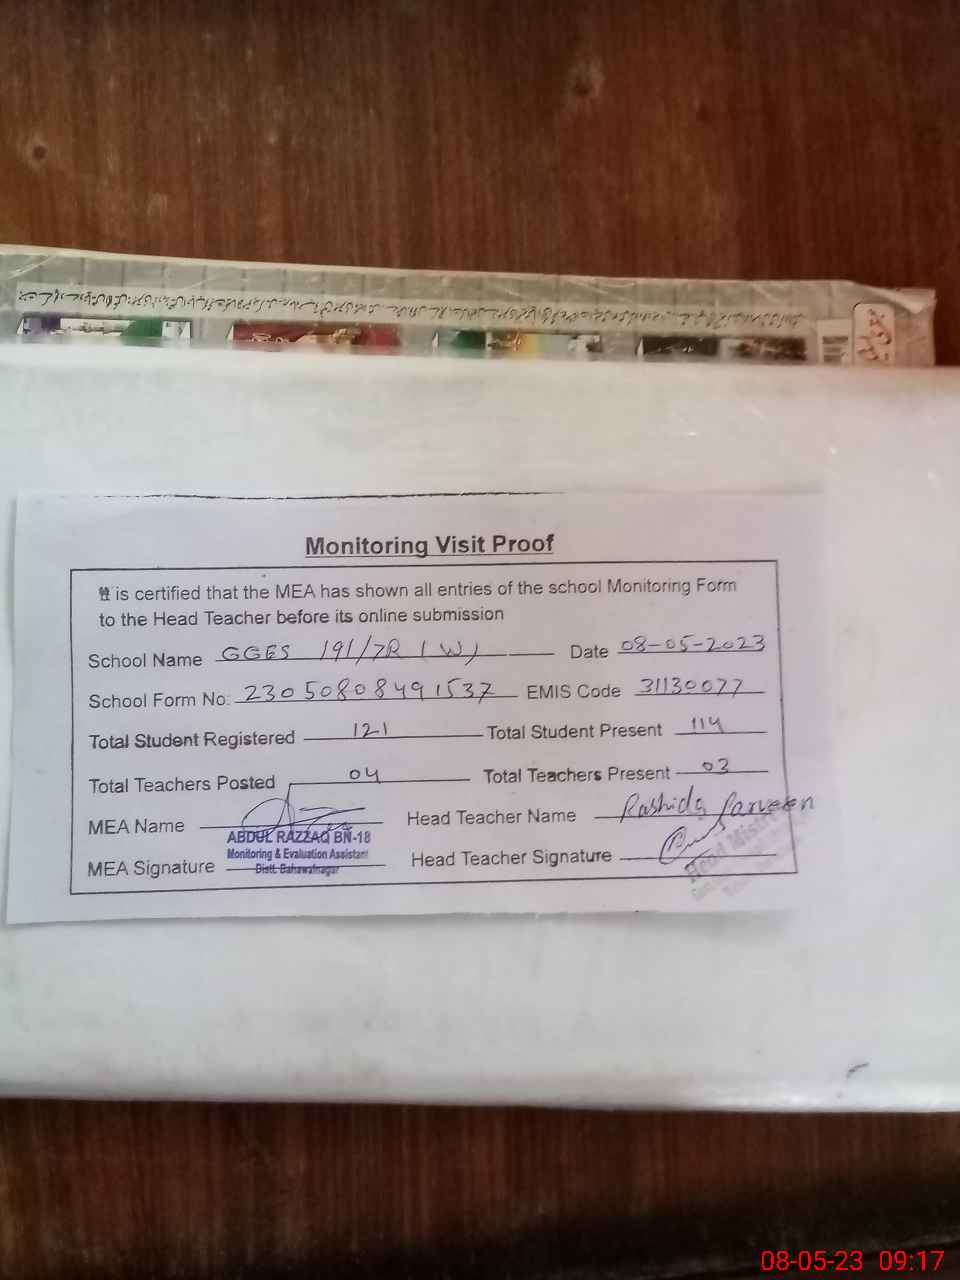 Monitoring Visit Proof
It is certified that the MEA has shown all entries of the school Monitoring Form
to the Head Teacher before its online submission
School Name GGES 191/7R (W) Date 08-05-2023
School Form No: 23050808491537 EMIS Code 31130077
Total Student Registered 121 Total Student Present 114
Total Teachers Posted 04 Total Teachers Present 03
MEA Name Head Teacher Name Rashida Parveen
ABDUL RAZZAQ BN-18
Monitoring & Evaluation Assistant
Distt. Bahawalnagar
MEA Signature Head Teacher Signature
Head Mistress
08-05-23 09:17